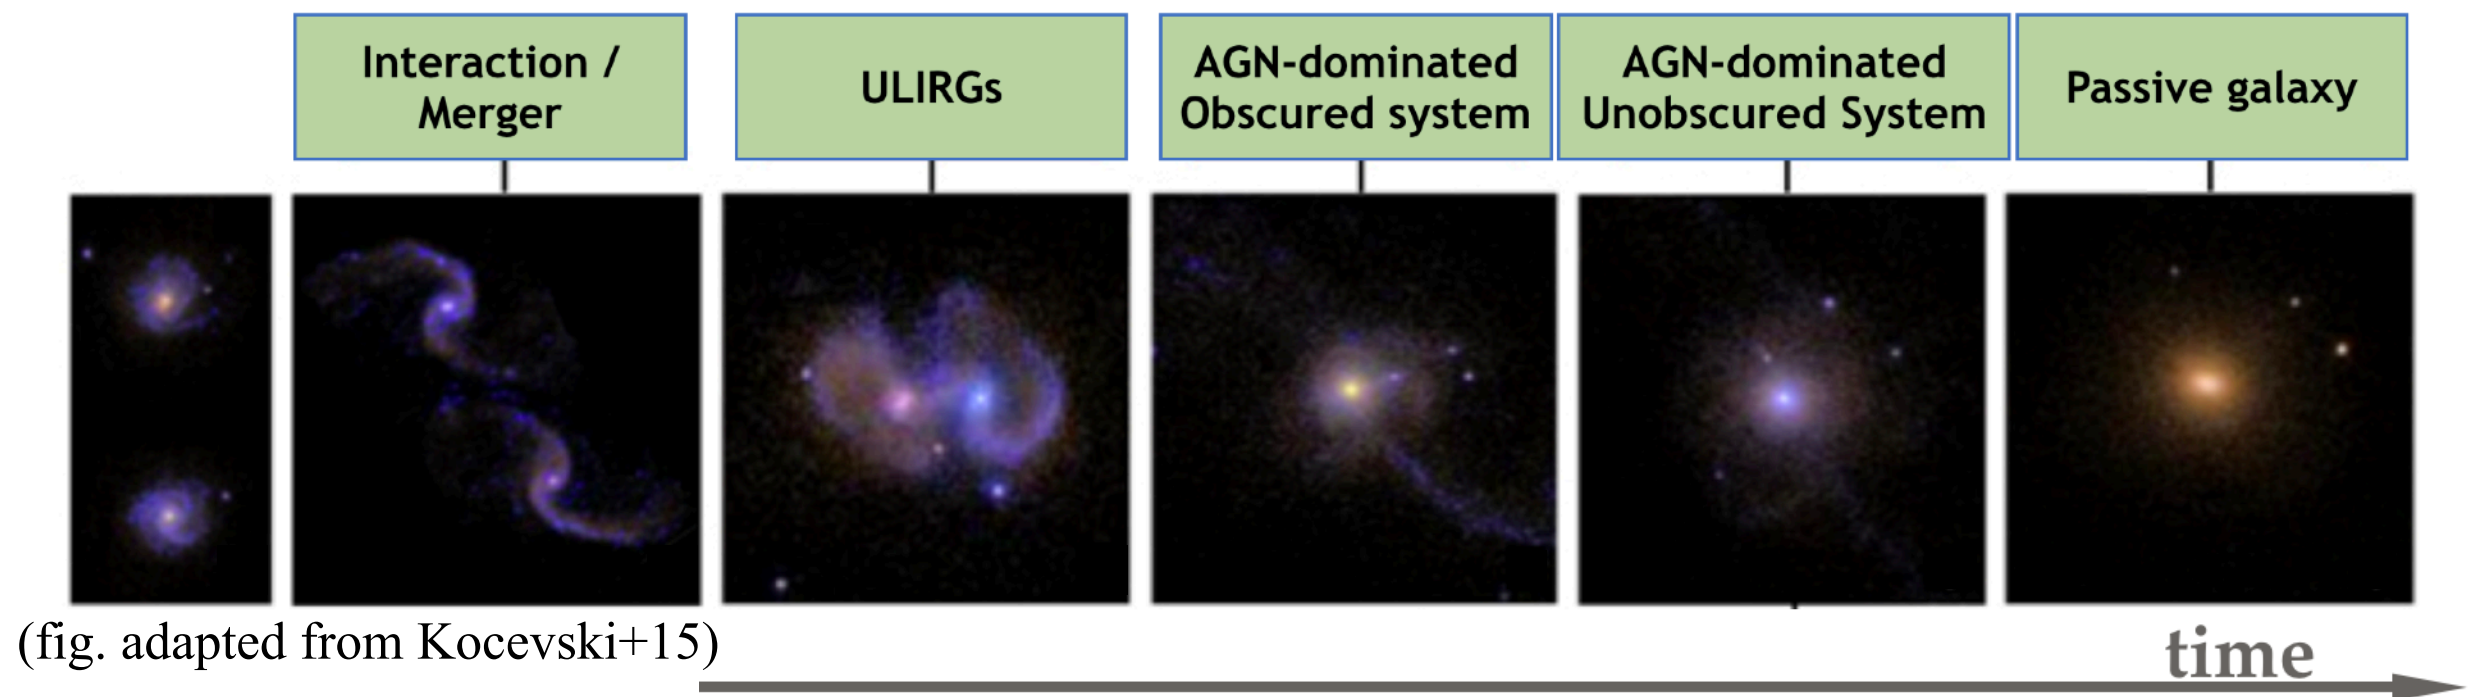 Interaction /
Merger
ULIRGs
AGN-dominated
Obscured system
AGN-dominated
Unobscured System
Passive galaxy
(fig. adapted from Kocevski+15)
time